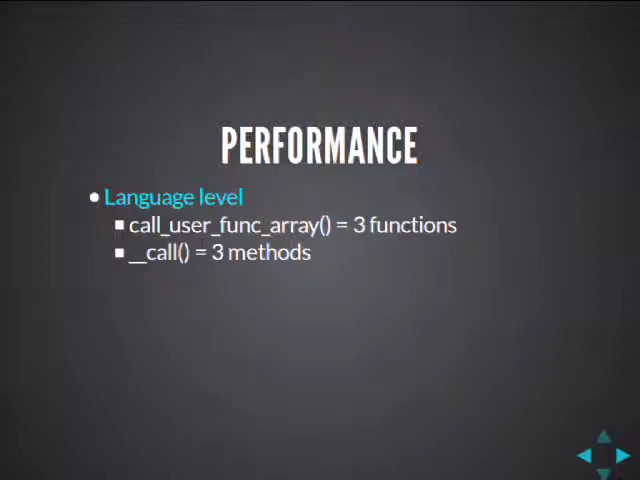 PERFORMANCE
Language level
call_user_func_array() = 3 functions
__call() = 3 methods